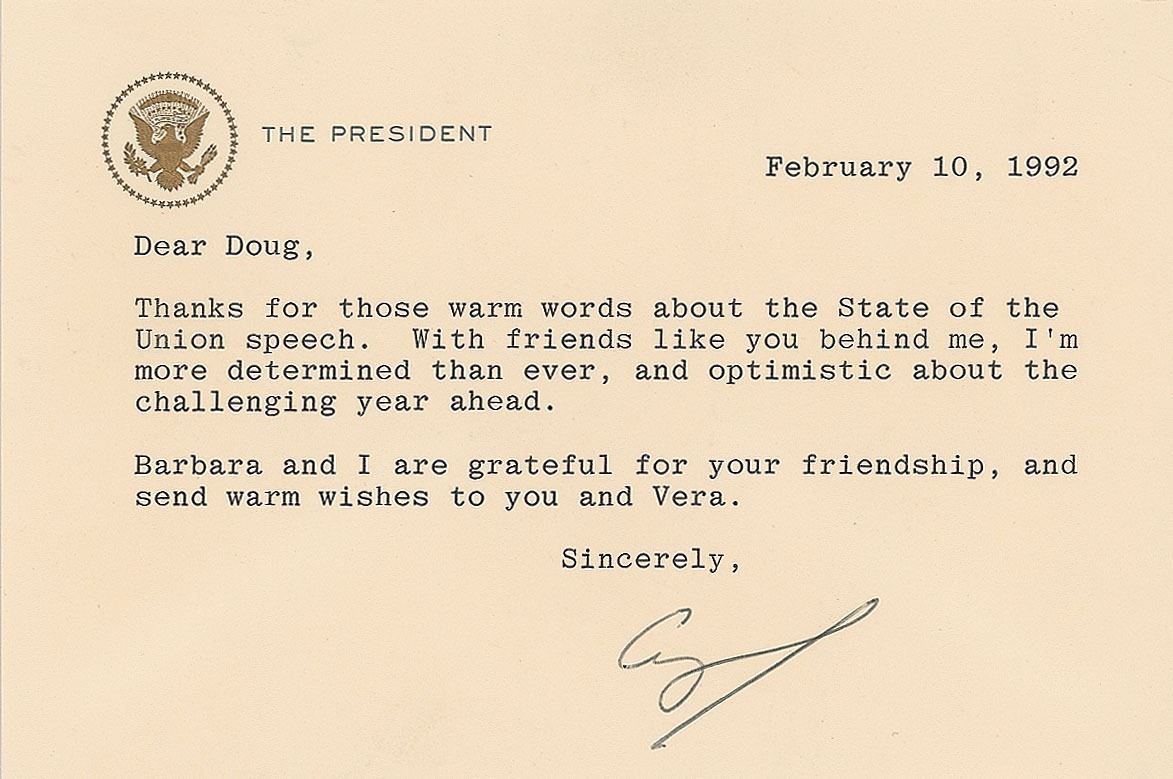 THE PRESIDENT
February 10, 1992
Dear Doug,
Thanks for those warm words about the State of the
Union speech.  With friends like you behind me, I'm
more determined than ever, and optimistic about the
challenging year ahead.
Barbara and I are grateful for your friendship, and
send warm wishes to you and Vera.
Sincerely,